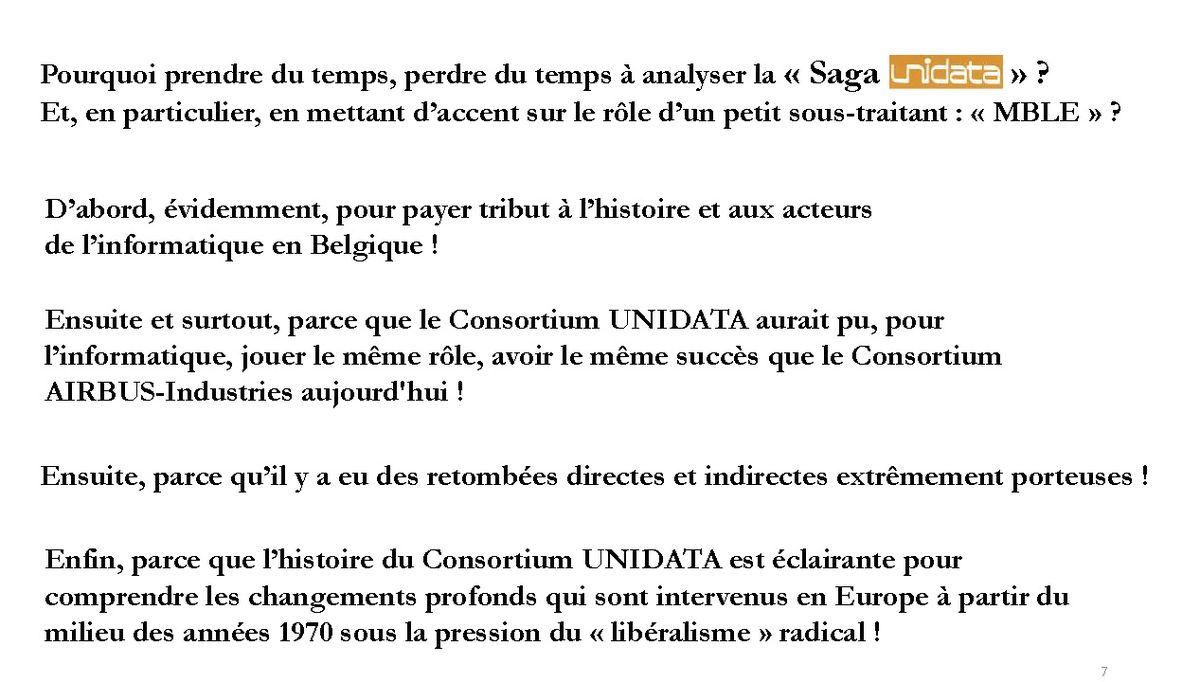 Pourquoi prendre du temps, perdre du temps à analyser la « Saga unidata » ?
Et, en particulier, en mettant d’accent sur le rôle d’un petit sous-traitant : « MBLE » ?
D’abord, évidemment, pour payer tribut à l’histoire et aux acteurs
de l’informatique en Belgique !
Ensuite et surtout, parce que le Consortium UNIDATA aurait pu, pour
l’informatique, jouer le même rôle, avoir le même succès que le Consortium
AIRBUS-Industries aujourd'hui !
Ensuite, parce qu’il y a eu des retombées directes et indirectes extrêmement porteuses !
Enfin, parce que l’histoire du Consortium UNIDATA est éclairante pour
comprendre les changements profonds qui sont intervenus en Europe à partir du
milieu des années 1970 sous la pression du « libéralisme » radical !
7